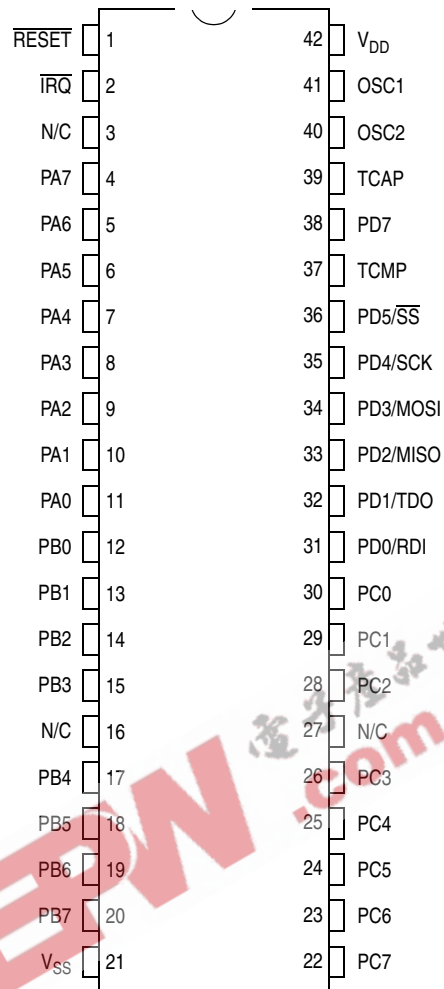 RESET 1 42 VDD
IRQ 2 41 OSC1
N/C 3 40 OSC2
PA7 4 39 TCAP
PA6 5 38 PD7
PA5 6 37 TCMP
PA4 7 36 PD5/SS
PA3 8 35 PD4/SCK
PA2 9 34 PD3/MOSI
PA1 10 33 PD2/MISO
PA0 11 32 PD1/TDO
PB0 12 31 PD0/RDI
PB1 13 30 PC0
PB2 14 29 PC1
PB3 15 28 PC2
N/C 16 27 N/C
PB4 17 26 PC3
PB5 18 25 PC4
PB6 19 24 PC5
PB7 20 23 PC6
VSS 21 22 PC7
電子產品
.com